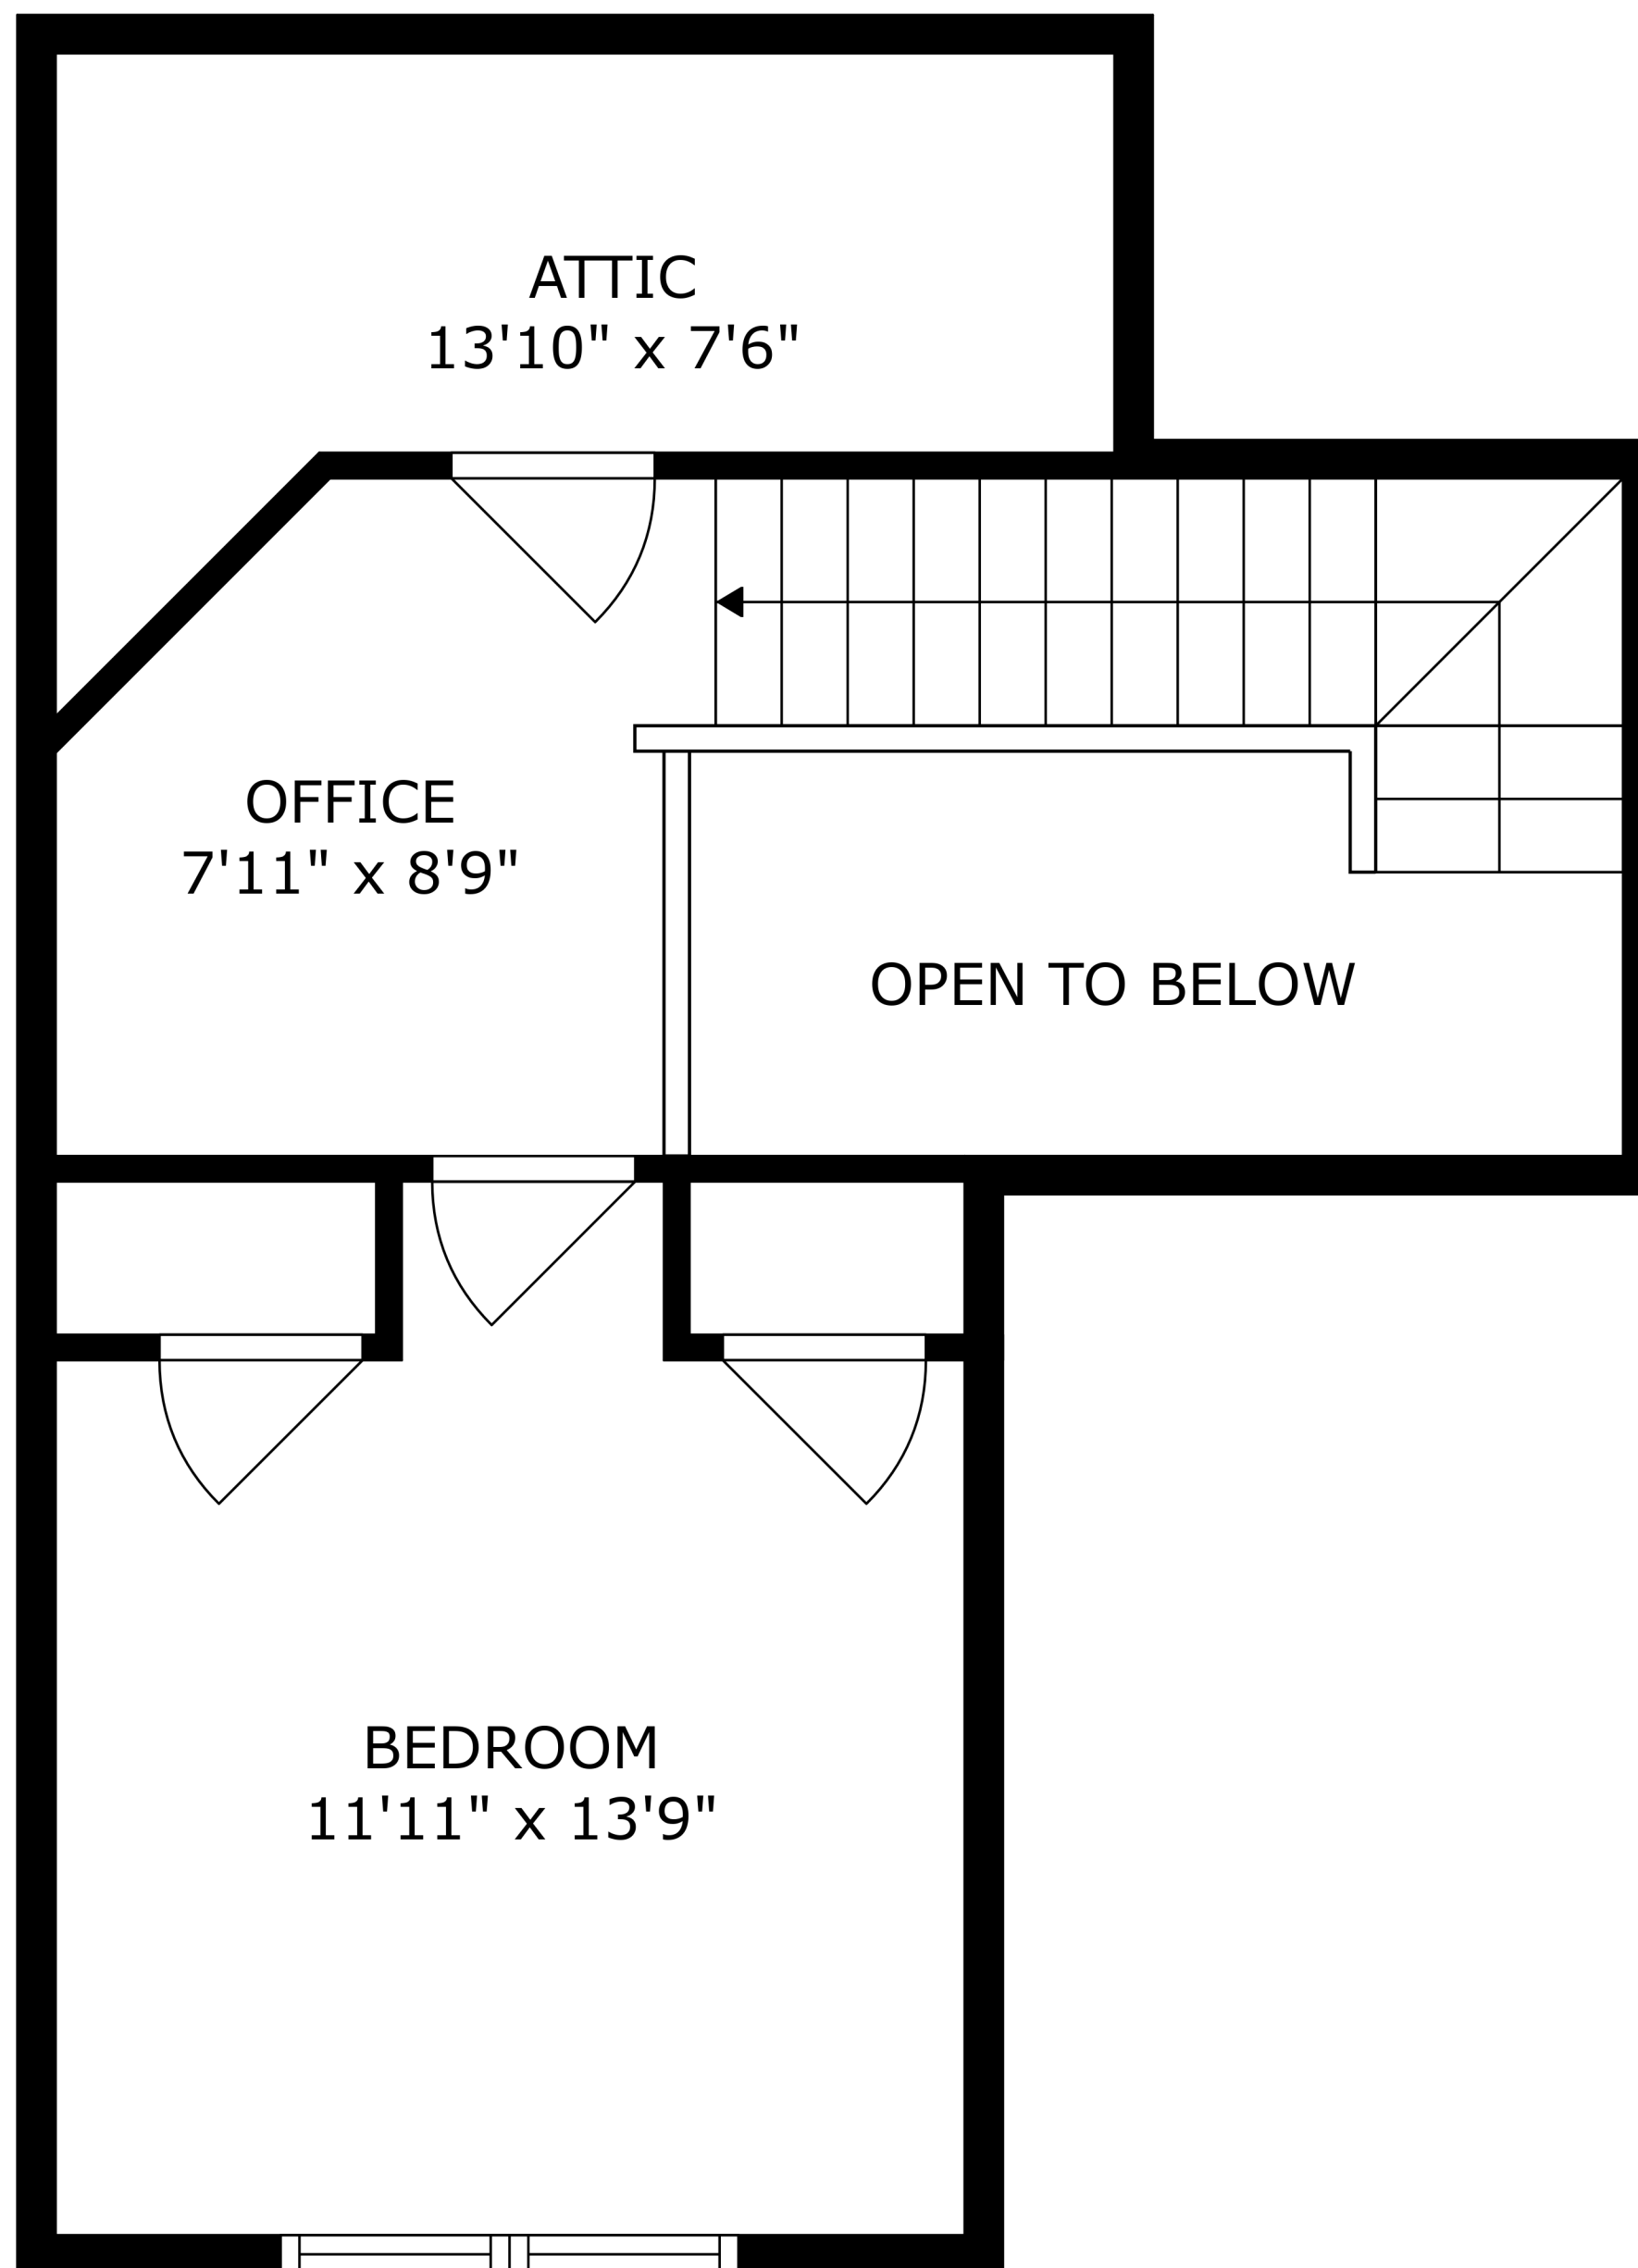 ATTIC
13'10" x 7'6"
OFFICE
7'11" x 8'9"
OPEN TO BELOW
BEDROOM
11'11" x 13'9"